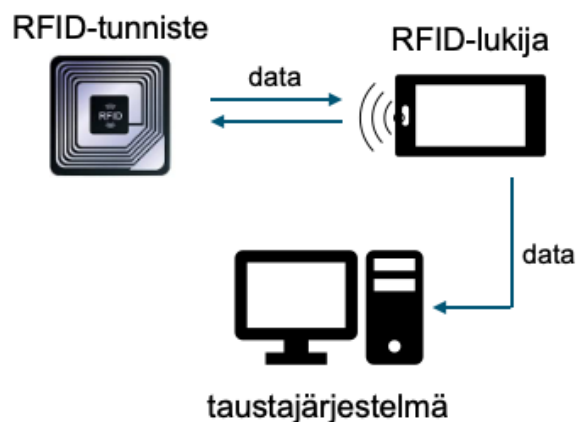 RFID-tunniste
RFID-lukija
data
RFID
data
taustajärjestelmä